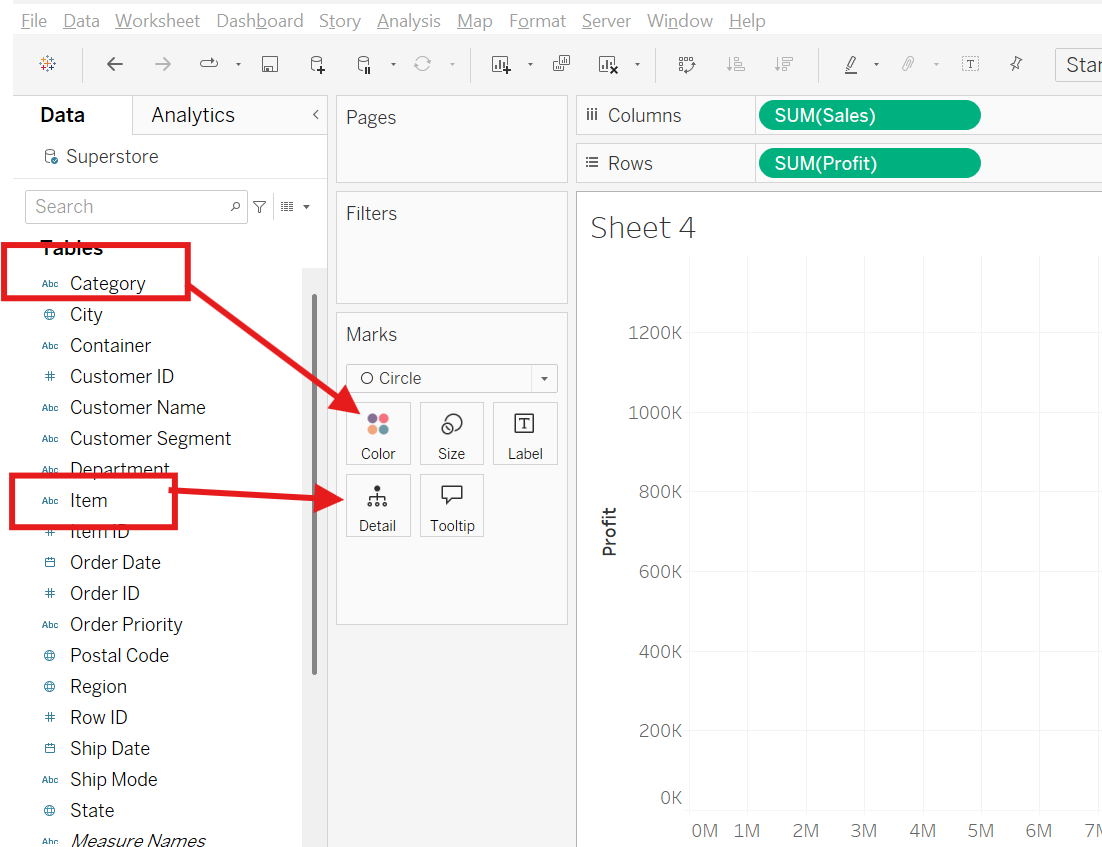 File Data Worksheet Dashboard Story Analysis Map Format Server Window Help
Data Analytics
Superstore
Search
Tables
Abc Category
City
Abc Container
# Customer ID
Abc Customer Name
Abc Customer Segment
Abc Department
Abc Item
# Item ID
Order Date
# Order ID
Abc Order Priority
Postal Code
Region
# Row ID
Ship Date
Abc Ship Mode
State
Abc Measure Names
Pages
Filters
Marks
Circle
Color Size Label
Detail Tooltip
Columns SUM(Sales)
Rows SUM(Profit)
Sheet 4
Profit
1200K
1000K
800K
600K
400K
200K
0K
0M 1M 2M 3M 4M 5M 6M